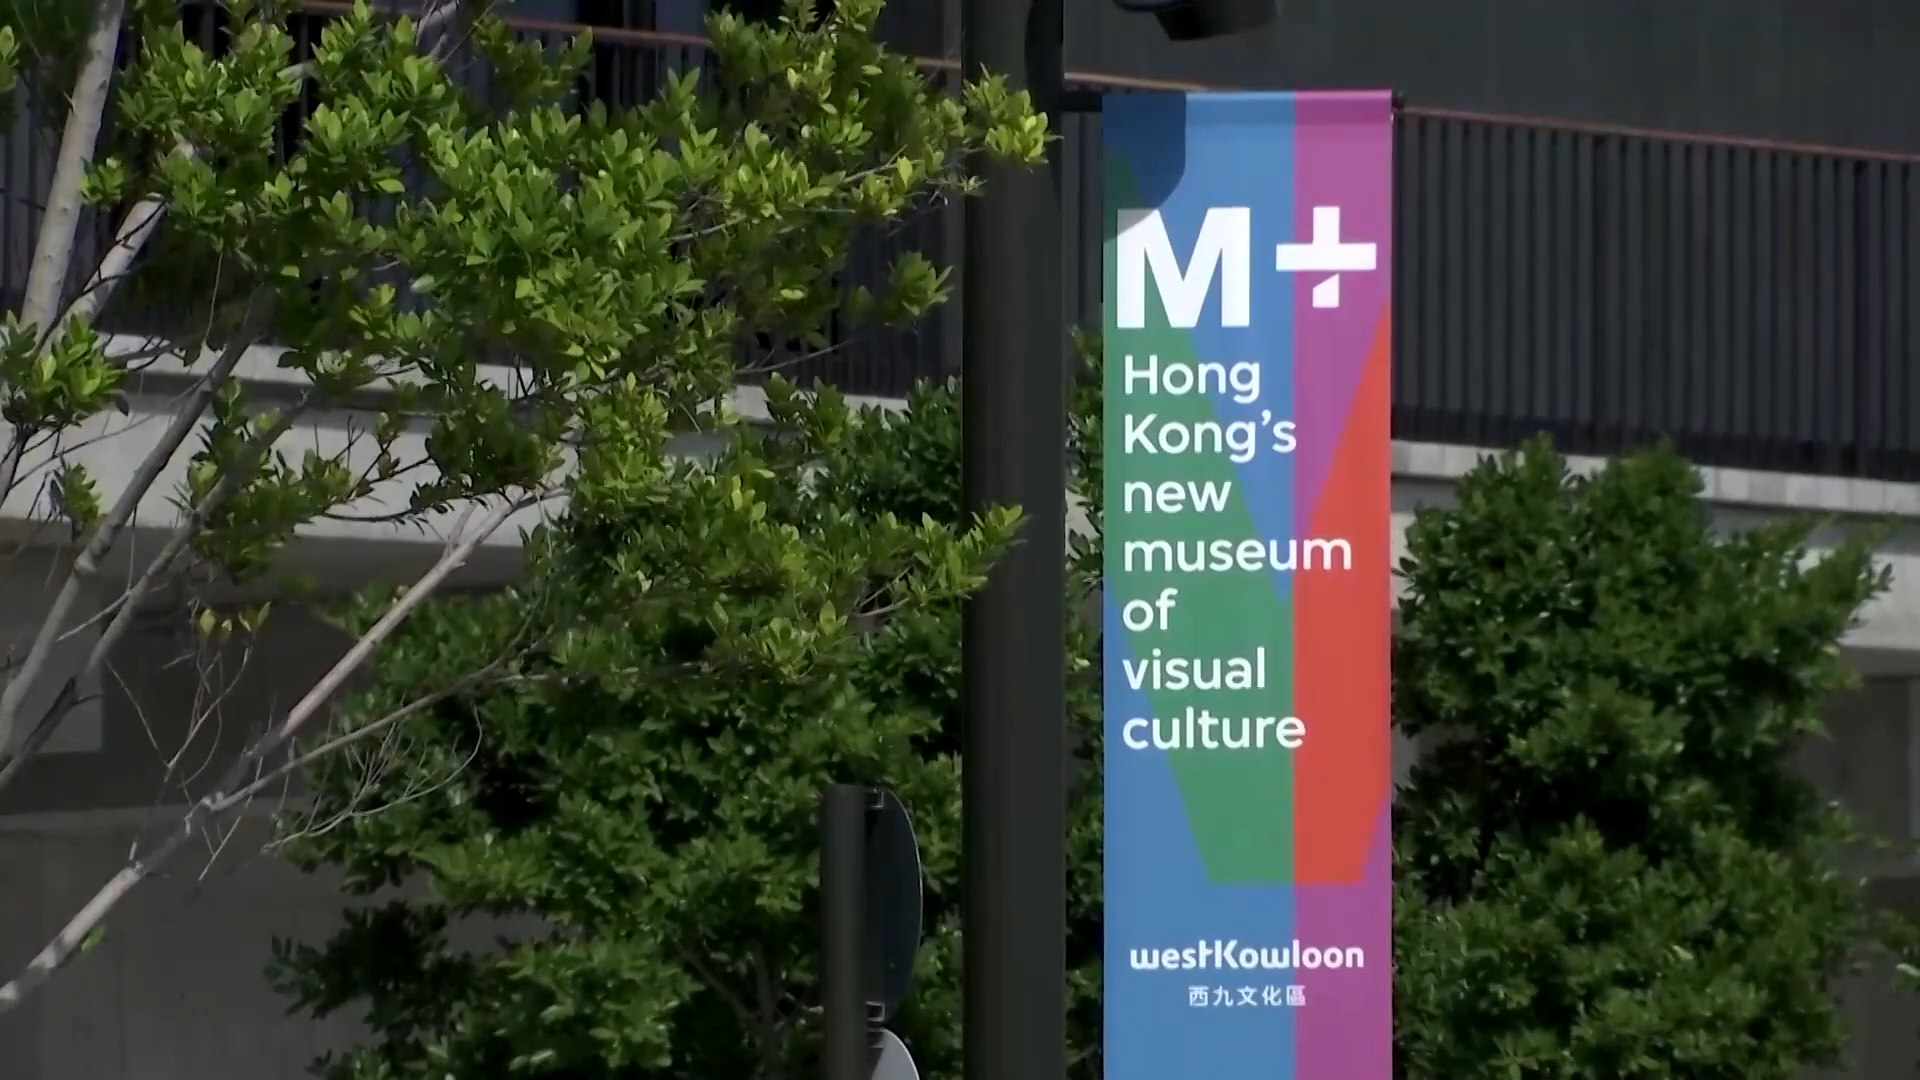 M+
Hong
Kong's
new
museum
of
visual
culture
westKowloon
西九文化區